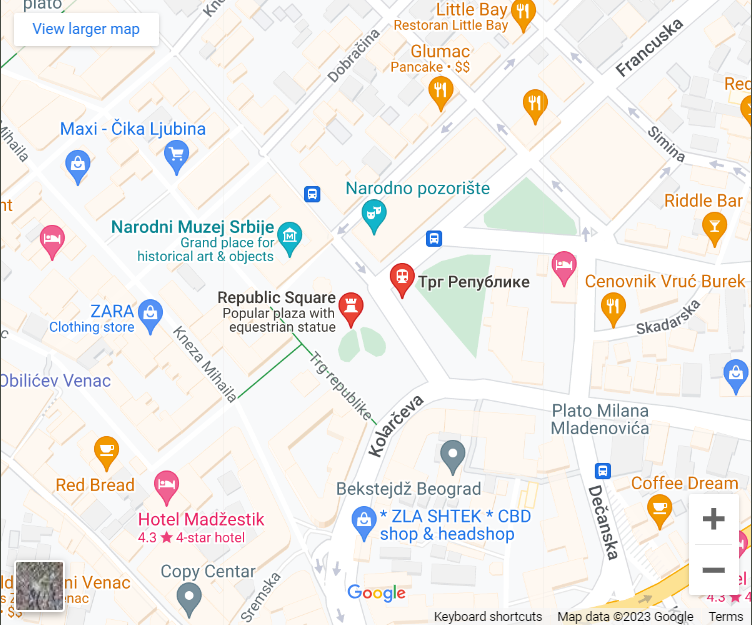 plato
View larger map
Kn
Little Bay
Restoran Little Bay
Dobračina
Glumac
Pancake • $$
Francuska
Red
Maxi - Čika Ljubina
Mihaila
Simina
Narodno pozorište
nt
Narodni Muzej Srbije
Grand place for
historical art & objects
Riddle Bar
Трг Републике
Cenovnik Vruć Burek
Republic Square
Popular plaza with
equestrian statue
ZARA
Clothing store
Skadarska
Kneza Mihaila
Trg republike
Obilićev Venac
Kolarčeva
Plato Milana
Mladenovića
Red Bread
Bekstejdž Beograd
Coffee Dream
Dečanska
Hotel Madžestik
4.3 ★ 4-star hotel
* ZLA SHTEK * CBD
shop & headshop
Copy Centar
Sremska
ni Venac
enac
$$
Google
el
4.3 ★ 4
Keyboard shortcuts
Map data ©2023 Google
Terms